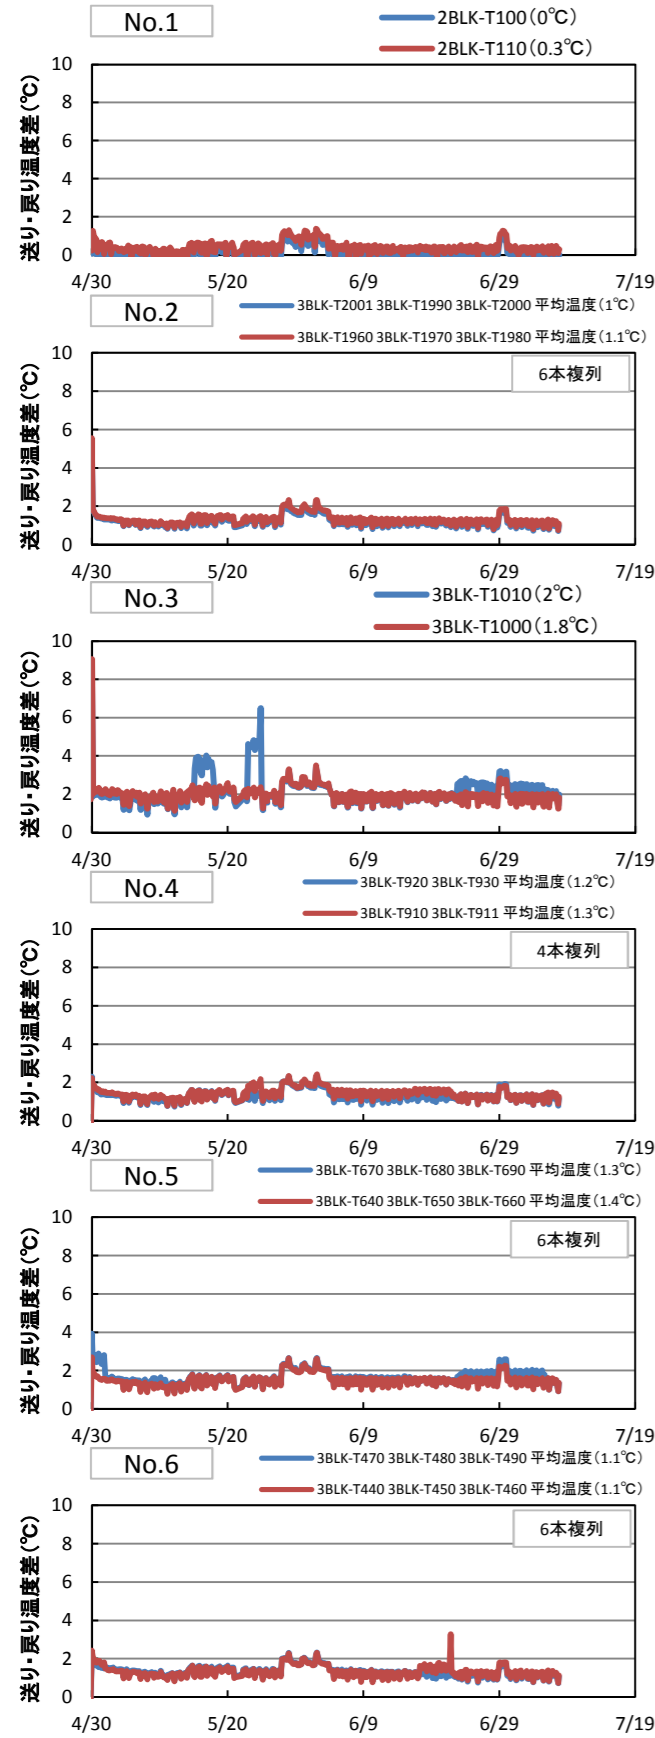 No.1
2BLK-T100(0℃)
2BLK-T110(0.3℃)
送り・戻り温度差(℃)
10
8
6
4
2
0
4/30 5/20 6/9 6/29 7/19
No.2
3BLK-T2001 3BLK-T1990 3BLK-T2000 平均温度(1℃)
3BLK-T1960 3BLK-T1970 3BLK-T1980 平均温度(1.1℃)
6本複列
送り・戻り温度差(℃)
10
8
6
4
2
0
4/30 5/20 6/9 6/29 7/19
No.3
3BLK-T1010(2℃)
3BLK-T1000(1.8℃)
送り・戻り温度差(℃)
10
8
6
4
2
0
4/30 5/20 6/9 6/29 7/19
No.4
3BLK-T920 3BLK-T930 平均温度(1.2℃)
3BLK-T910 3BLK-T911 平均温度(1.3℃)
4本複列
送り・戻り温度差(℃)
10
8
6
4
2
0
4/30 5/20 6/9 6/29 7/19
No.5
3BLK-T670 3BLK-T680 3BLK-T690 平均温度(1.3℃)
3BLK-T640 3BLK-T650 3BLK-T660 平均温度(1.4℃)
6本複列
送り・戻り温度差(℃)
10
8
6
4
2
0
4/30 5/20 6/9 6/29 7/19
No.6
3BLK-T470 3BLK-T480 3BLK-T490 平均温度(1.1℃)
3BLK-T440 3BLK-T450 3BLK-T460 平均温度(1.1℃)
6本複列
送り・戻り温度差(℃)
10
8
6
4
2
0
4/30 5/20 6/9 6/29 7/19